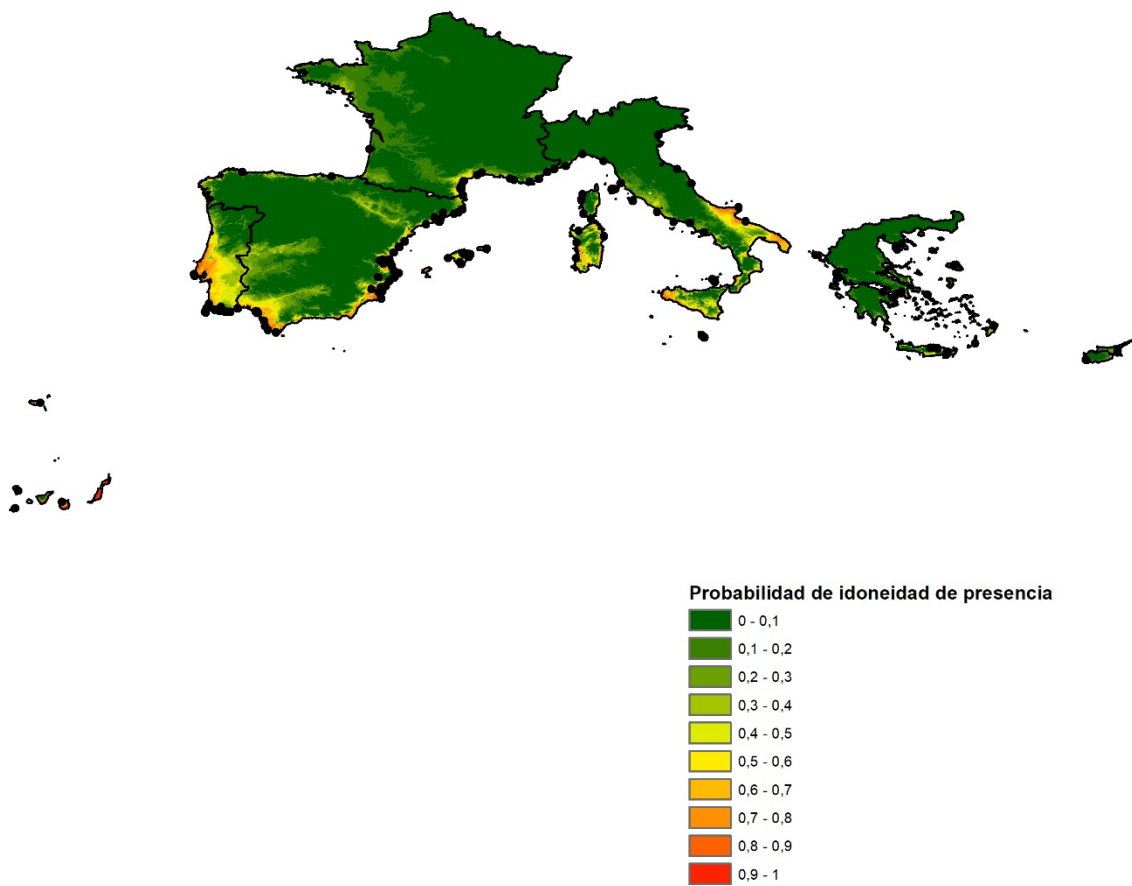 Probabilidad de idoneidad de presencia
0 - 0,1
0,1 - 0,2
0,2 - 0,3
0,3 - 0,4
0,4 - 0,5
0,5 - 0,6
0,6 - 0,7
0,7 - 0,8
0,8 - 0,9
0,9 - 1